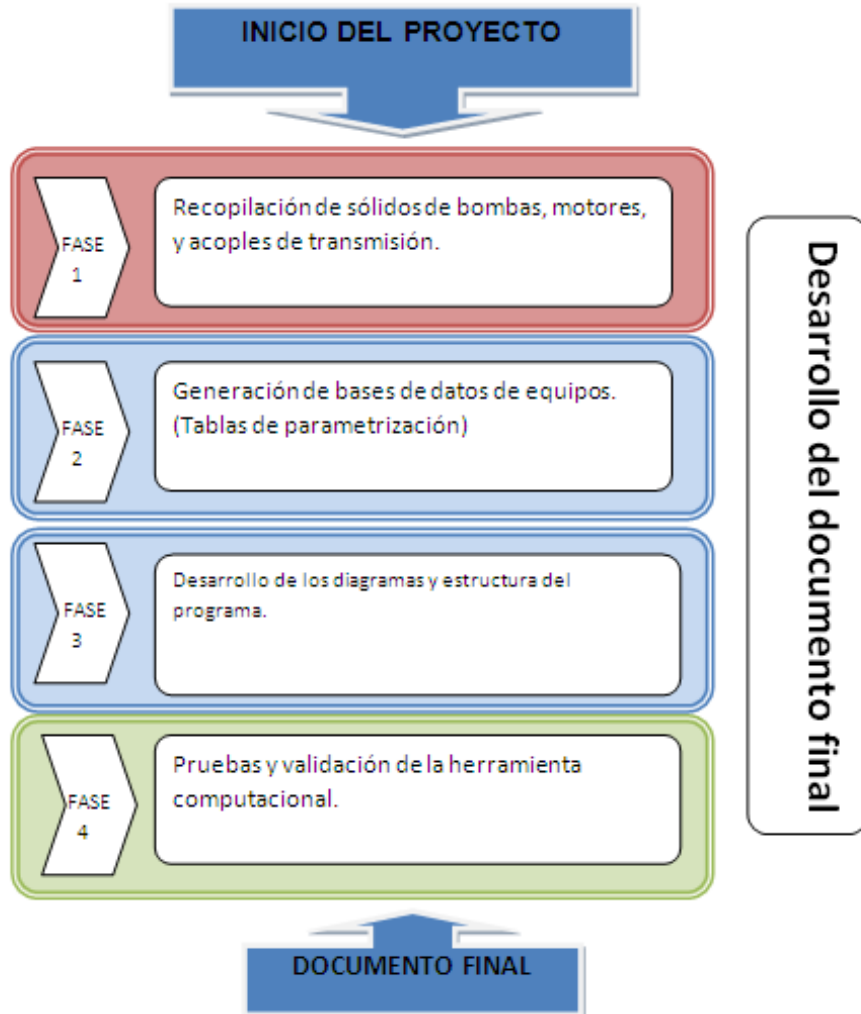 INICIO DEL PROYECTO
FASE
1
Recopilación de sólidos de bombas, motores,
y acoples de transmisión.
FASE
2
Generación de bases de datos de equipos.
(Tablas de parametrización)
FASE
3
Desarrollo de los diagramas y estructura del
programa.
FASE
4
Pruebas y validación de la herramienta
computacional.
Desarrollo del documento final
DOCUMENTO FINAL